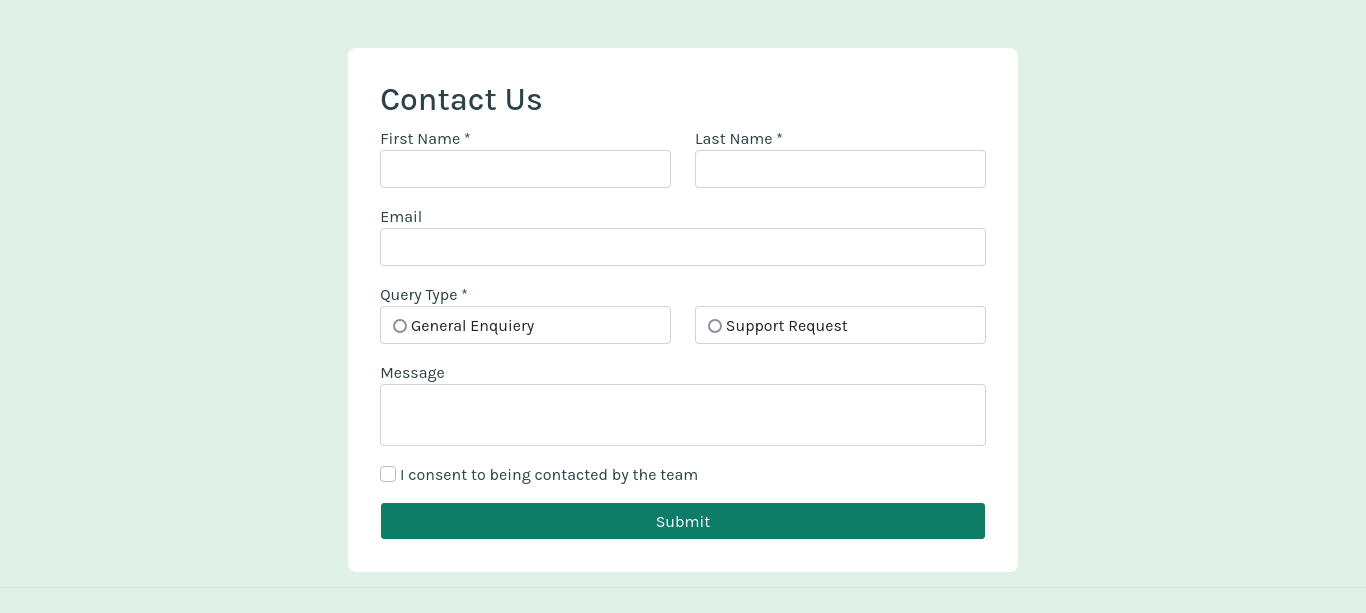 Contact Us
First Name * Last Name *
Email
Query Type *
General Enquiery Support Request
Message
I consent to being contacted by the team
Submit